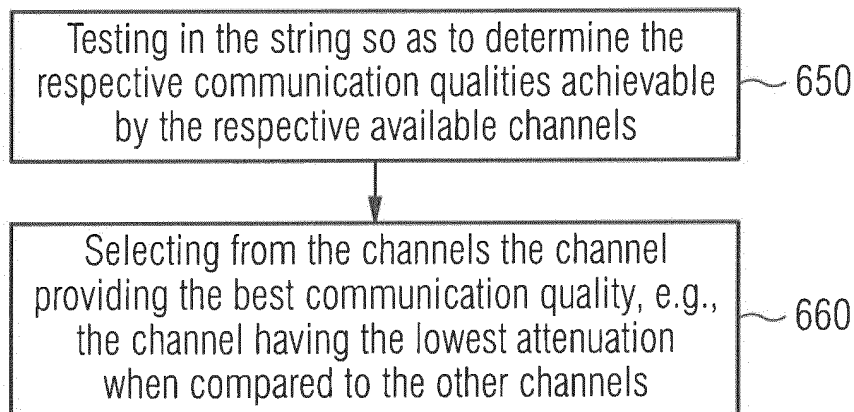 Testing in the string so as to determine the
respective communication qualities achievable
by the respective available channels
650
Selecting from the channels the channel
providing the best communication quality, e.g.,
the channel having the lowest attenuation
when compared to the other channels
660